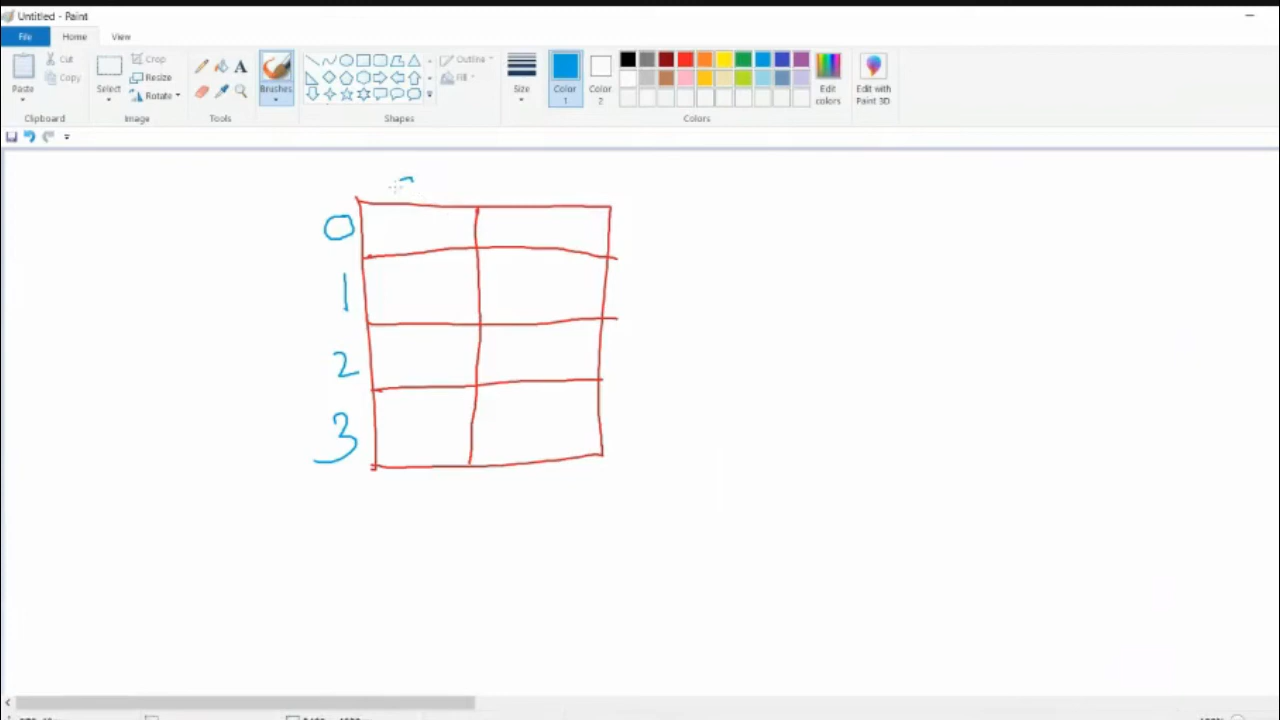 Untitled - Paint
File Home View
Paste
Cut
Copy
Clipboard
Select
Crop
Resize
Rotate
Image
Tools
Brushes
Outline
Fill
Shapes
Size
Color 1
Color 2
Edit colors
Colors
Edit with Paint 3D
0
1
2
3